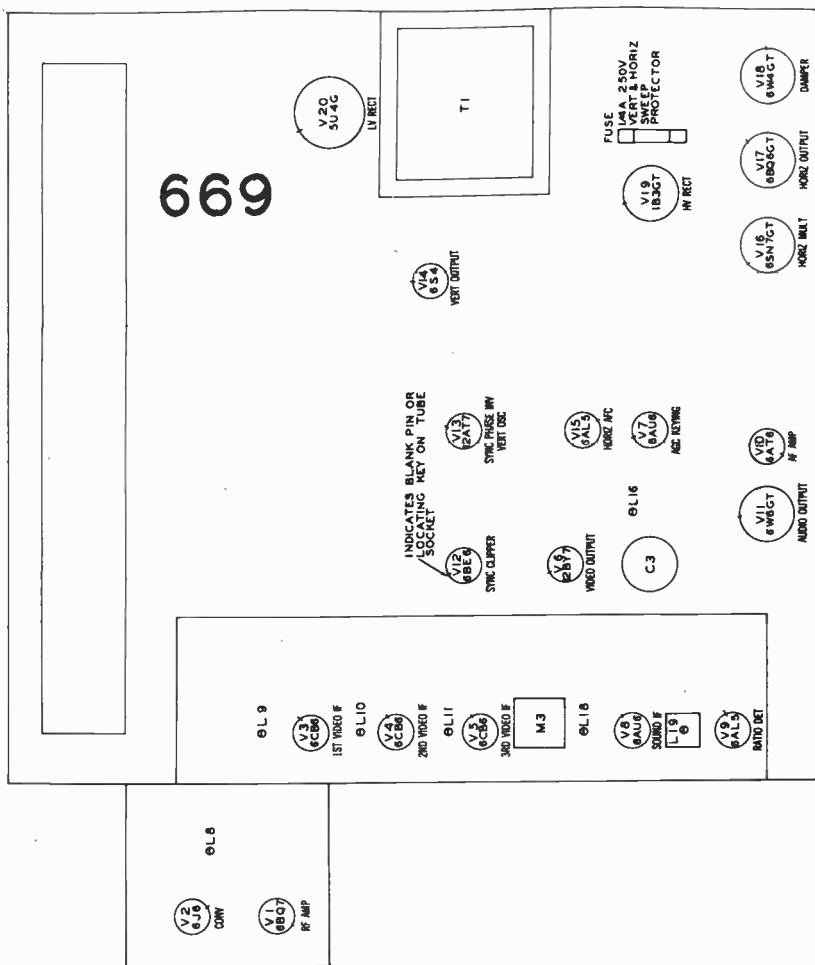 669
V20
5U4G
LV RECT
T1
FUSE
1/4A 250V
VERT & HORIZ
SWEEP
PROTECTOR
V18
6W4GT
DAMPER
V17
6BQ6GT
HORIZ OUTPUT
V19
1B3GT
HV RECT
V16
6SN7GT
HORIZ MULT
V14
6S4
VERT OUTPUT
INDICATES BLANK PIN OR
LOCATING KEY ON TUBE
SOCKET
V13
12AT7
SYNC PHASE INV
VERT OSC
V15
6AL5
HORIZ AFC
V7
6AU6
AGC KEYING
V10
6AT6
AF AMP
L16
V11
6W6GT
AUDIO OUTPUT
V12
6BE6
SYNC CLIPPER
V6
12BY7
VIDEO OUTPUT
C3
L9
V3
6CB6
1ST VIDEO IF
L10
V4
6CB6
2ND VIDEO IF
L11
V5
6CB6
3RD VIDEO IF
M3
L18
V8
6AU6
SOUND IF
L19
V9
6AL5
RATIO DET
L8
V2
6J6
CONV
V1
6BQ7
RF AMP